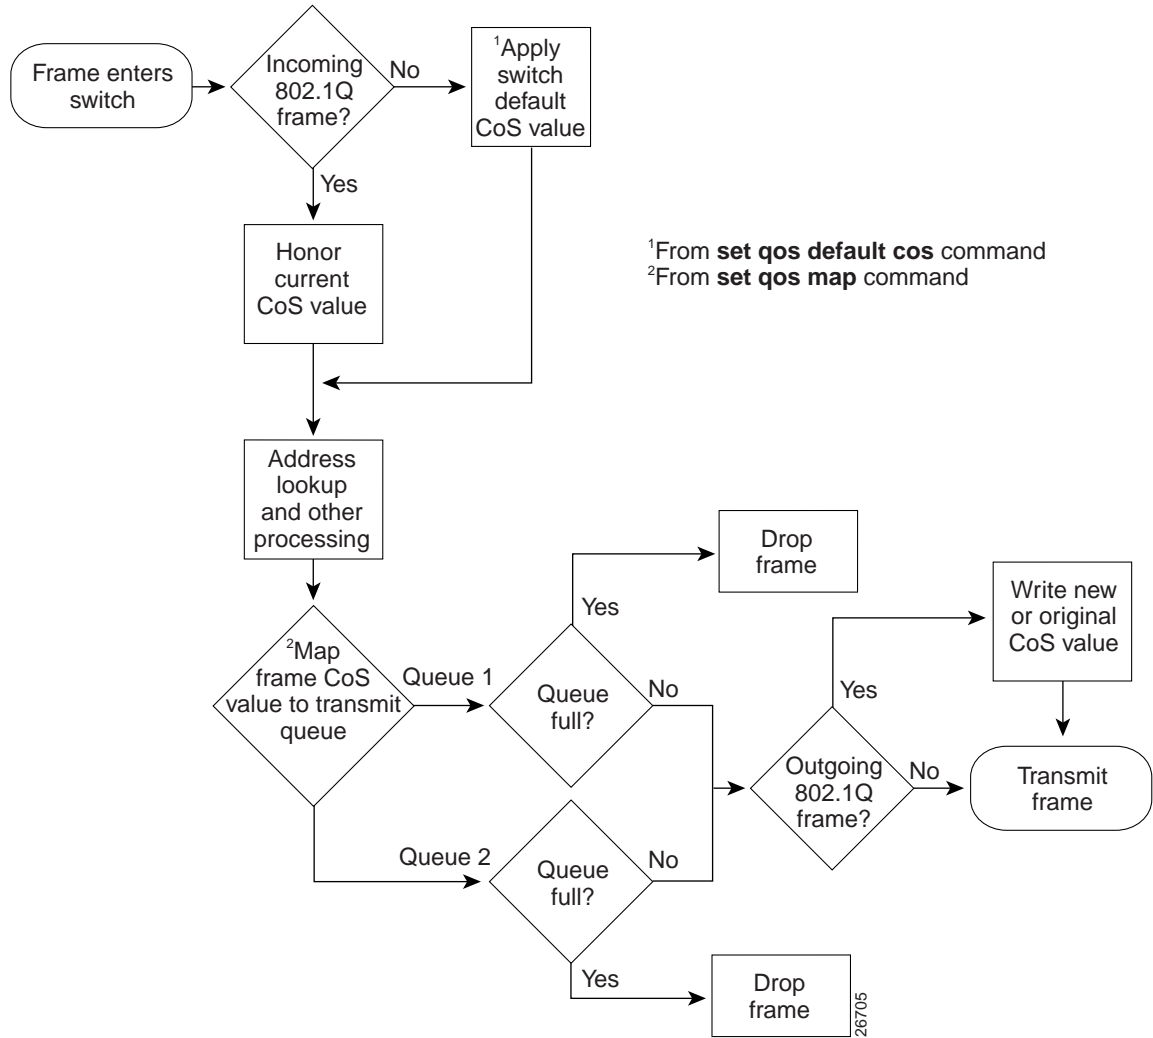 Frame enters
switch
Incoming
802.1Q
frame?
No
¹Apply
switch
default
CoS value
Yes
Honor
current
CoS value
¹From set qos default cos command
²From set qos map command
Address
lookup
and other
processing
Drop
frame
Yes
Write new
or original
CoS value
²Map
frame CoS
value to transmit
queue
Queue 1
Queue
full?
No
Yes
Outgoing
802.1Q
frame?
No
Transmit
frame
Queue 2
Queue
full?
No
Yes
Drop
frame
26705